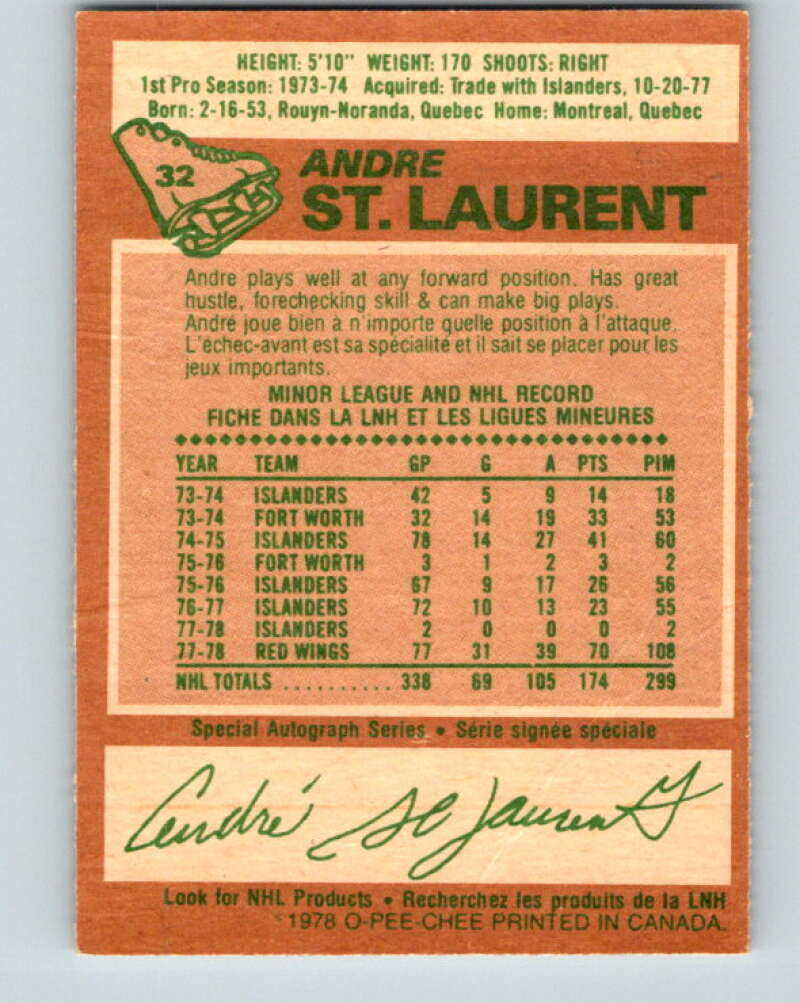 HEIGHT: 5'10" WEIGHT: 170 SHOOTS: RIGHT
1st Pro Season: 1973-74 Acquired: Trade with Islanders, 10-20-77
Born: 2-16-53, Rouyn-Noranda, Quebec Home: Montreal, Quebec
32
ANDRE
ST. LAURENT
Andre plays well at any forward position. Has great
hustle, forechecking skill & can make big plays.
André joue bien à n'importe quelle position à l'attaque.
L'échec-avant est sa spécialité et il sait se placer pour les
jeux importants.
MINOR LEAGUE AND NHL RECORD
FICHE DANS LA LNH ET LES LIGUES MINEURES
YEAR TEAM GP G A PTS PIM
73-74 ISLANDERS 42 5 9 14 18
73-74 FORT WORTH 32 14 19 33 53
74-75 ISLANDERS 78 14 27 41 60
75-76 FORT WORTH 3 1 2 3 2
75-76 ISLANDERS 67 9 17 26 56
76-77 ISLANDERS 72 10 13 23 55
77-78 ISLANDERS 2 0 0 0 2
77-78 RED WINGS 77 31 39 70 108
NHL TOTALS .......... 338 69 105 174 299
Special Autograph Series • Série signée spéciale
André St Laurent
Look for NHL Products • Recherchez les produits de la LNH
©1978 O-PEE-CHEE PRINTED IN CANADA.